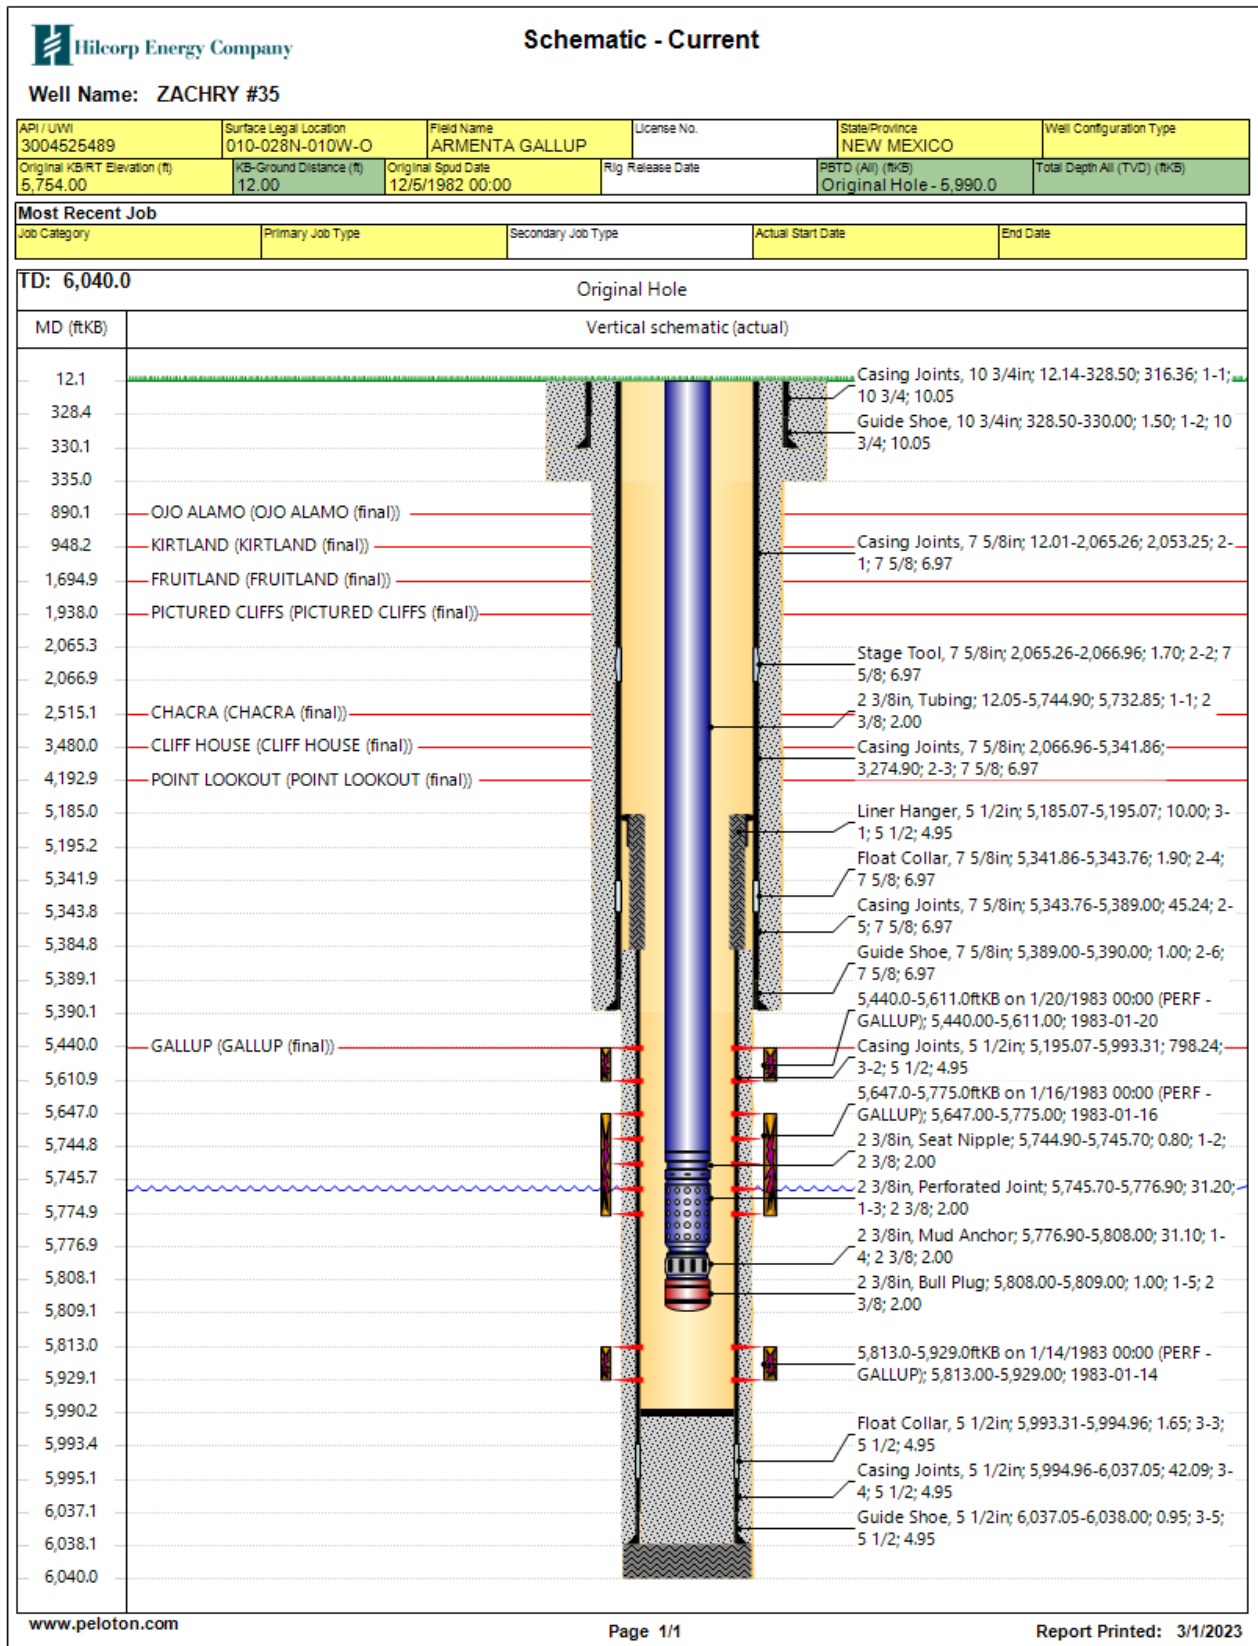 Hilcorp Energy Company
Schematic - Current
Well Name: ZACHRY #35
API / UWI
3004525489
Surface Legal Location
010-028N-010W-O
Field Name
ARMENTA GALLUP
License No.
State/Province
NEW MEXICO
Well Configuration Type
Original KB/RT Elevation (ft)
5,754.00
KB-Ground Distance (ft)
12.00
Original Spud Date
12/5/1982 00:00
Rig Release Date
PBTD (All) (ftKB)
Original Hole - 5,990.0
Total Depth All (TVD) (ftKB)
Most Recent Job
Job Category
Primary Job Type
Secondary Job Type
Actual Start Date
End Date
TD: 6,040.0
Original Hole
MD (ftKB)
Vertical schematic (actual)
12.1
328.4
330.1
335.0
890.1
948.2
1,694.9
1,938.0
2,065.3
2,066.9
2,515.1
3,480.0
4,192.9
5,185.0
5,195.2
5,341.9
5,343.8
5,384.8
5,389.1
5,390.1
5,440.0
5,610.9
5,647.0
5,744.8
5,745.7
5,774.9
5,776.9
5,808.1
5,809.1
5,813.0
5,929.1
5,990.2
5,993.4
5,995.1
6,037.1
6,038.1
6,040.0
OJO ALAMO (OJO ALAMO (final))
KIRTLAND (KIRTLAND (final))
FRUITLAND (FRUITLAND (final))
PICTURED CLIFFS (PICTURED CLIFFS (final))
CHACRA (CHACRA (final))
CLIFF HOUSE (CLIFF HOUSE (final))
POINT LOOKOUT (POINT LOOKOUT (final))
GALLUP (GALLUP (final))
Casing Joints, 10 3/4in; 12.14-328.50; 316.36; 1-1;
10 3/4; 10.05
Guide Shoe, 10 3/4in; 328.50-330.00; 1.50; 1-2; 10
3/4; 10.05
Casing Joints, 7 5/8in; 12.01-2,065.26; 2,053.25; 2-
1; 7 5/8; 6.97
Stage Tool, 7 5/8in; 2,065.26-2,066.96; 1.70; 2-2; 7
5/8; 6.97
2 3/8in, Tubing; 12.05-5,744.90; 5,732.85; 1-1; 2
3/8; 2.00
Casing Joints, 7 5/8in; 2,066.96-5,341.86;
3,274.90; 2-3; 7 5/8; 6.97
Liner Hanger, 5 1/2in; 5,185.07-5,195.07; 10.00; 3-
1; 5 1/2; 4.95
Float Collar, 7 5/8in; 5,341.86-5,343.76; 1.90; 2-4;
7 5/8; 6.97
Casing Joints, 7 5/8in; 5,343.76-5,389.00; 45.24; 2-
5; 7 5/8; 6.97
Guide Shoe, 7 5/8in; 5,389.00-5,390.00; 1.00; 2-6;
7 5/8; 6.97
5,440.0-5,611.0ftKB on 1/20/1983 00:00 (PERF -
GALLUP); 5,440.00-5,611.00; 1983-01-20
Casing Joints, 5 1/2in; 5,195.07-5,993.31; 798.24;
3-2; 5 1/2; 4.95
5,647.0-5,775.0ftKB on 1/16/1983 00:00 (PERF -
GALLUP); 5,647.00-5,775.00; 1983-01-16
2 3/8in, Seat Nipple; 5,744.90-5,745.70; 0.80; 1-2;
2 3/8; 2.00
2 3/8in, Perforated Joint; 5,745.70-5,776.90; 31.20;
1-3; 2 3/8; 2.00
2 3/8in, Mud Anchor; 5,776.90-5,808.00; 31.10; 1-
4; 2 3/8; 2.00
2 3/8in, Bull Plug; 5,808.00-5,809.00; 1.00; 1-5; 2
3/8; 2.00
5,813.0-5,929.0ftKB on 1/14/1983 00:00 (PERF -
GALLUP); 5,813.00-5,929.00; 1983-01-14
Float Collar, 5 1/2in; 5,993.31-5,994.96; 1.65; 3-3;
5 1/2; 4.95
Casing Joints, 5 1/2in; 5,994.96-6,037.05; 42.09; 3-
4; 5 1/2; 4.95
Guide Shoe, 5 1/2in; 6,037.05-6,038.00; 0.95; 3-5;
5 1/2; 4.95
www.peloton.com
Page 1/1
Report Printed: 3/1/2023